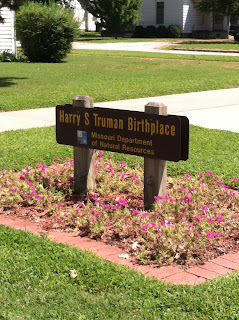 Harry S Truman Birthplace
Missouri Department
of Natural Resources